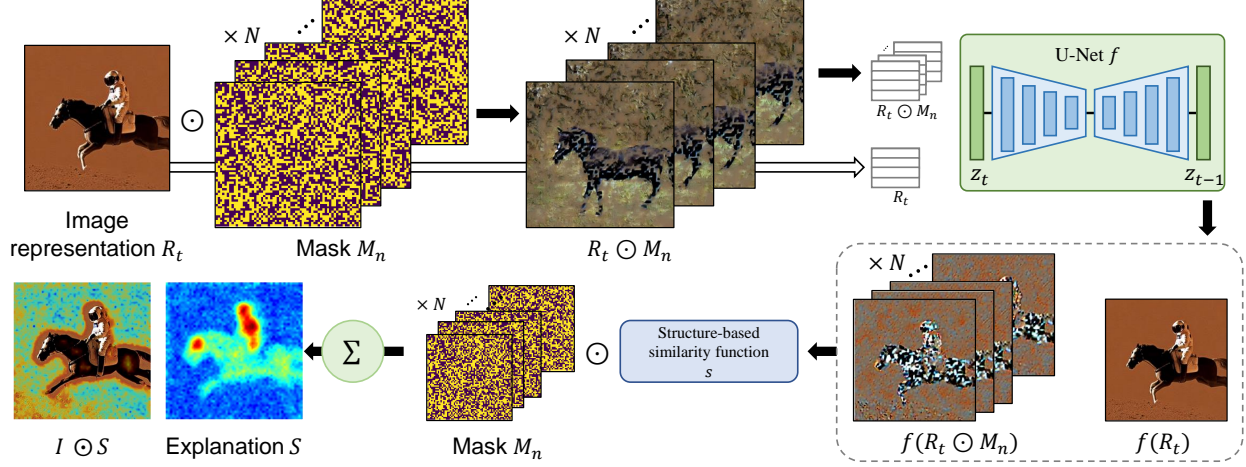 × N
⊙
Image
representation R_t
Mask M_n
× N
R_t ⊙ M_n
R_t ⊙ M_n
R_t
U-Net f
z_t
z_{t−1}
I ⊙ S
Explanation S
Σ
× N
Mask M_n
⊙
Structure-based
similarity function
s
× N
f(R_t ⊙ M_n)
f(R_t)